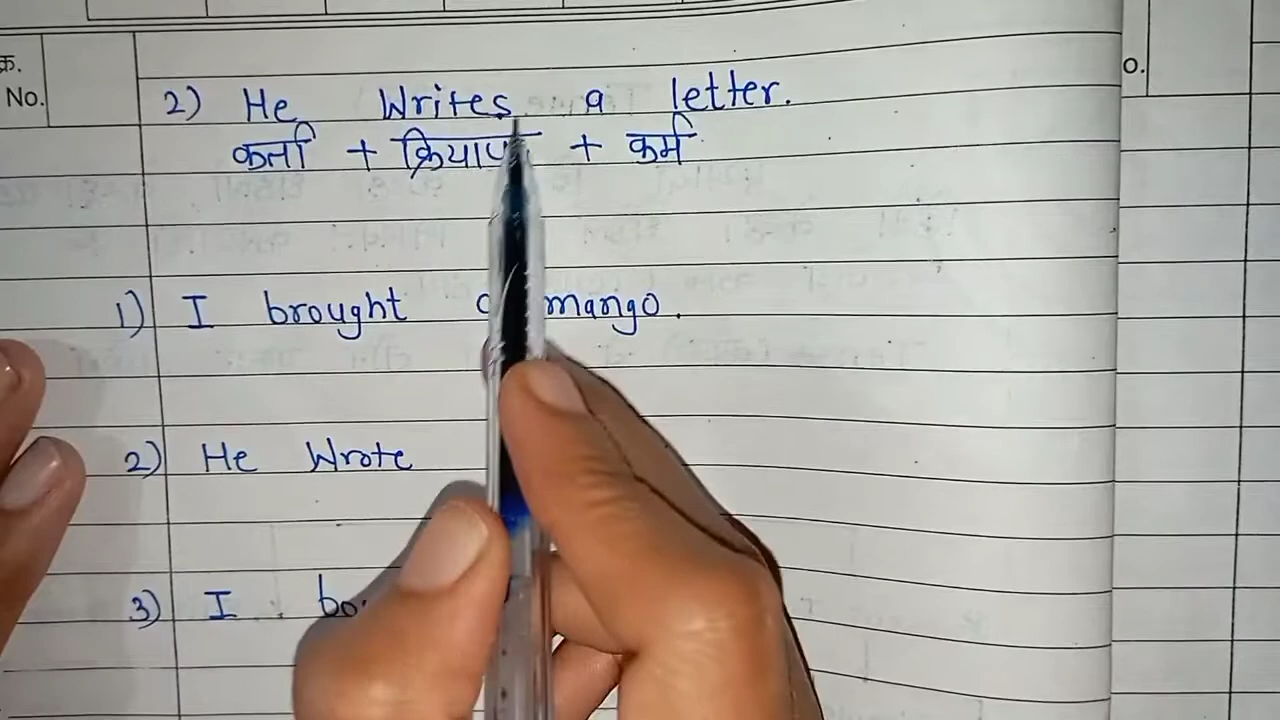 क्र.
No.
o.
2) He Writes a letter.
कर्ता + + कर्म
1) I brought mango.
2) He Wrote
3) I